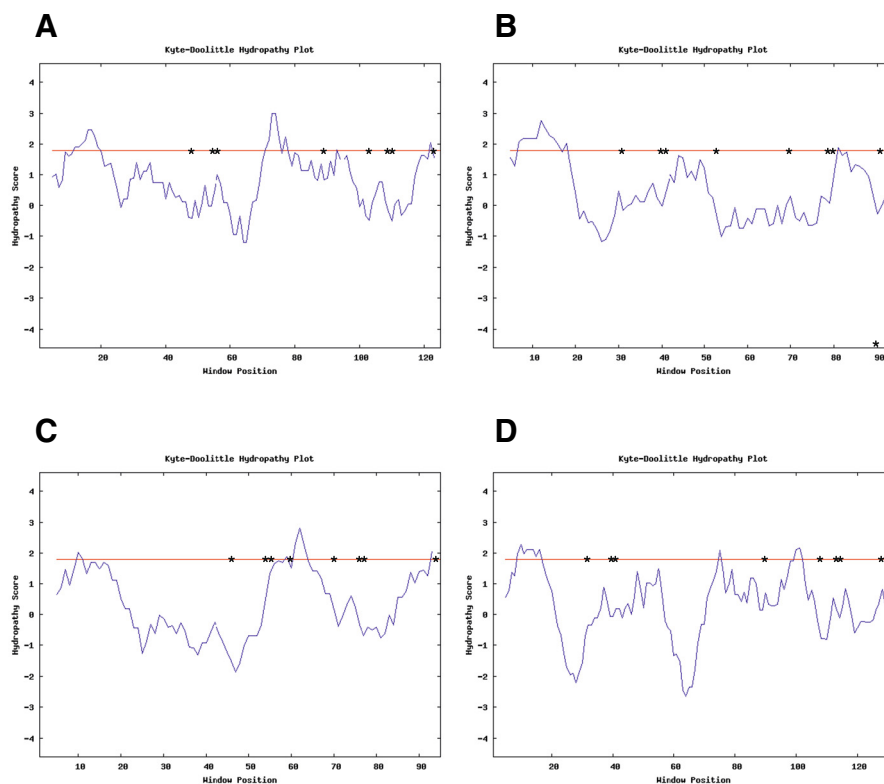 A
Kyte-Doolittle Hydropathy Plot
4
3
2
1
0
-1
-2
-3
-4
Hydropathy Score
* * * * * * * *
20 40 60 80 100 120
Window Position
B
Kyte-Doolittle Hydropathy Plot
4
3
2
1
0
-1
-2
-3
-4
Hydropathy Score
* * * * * * * *
*
10 20 30 40 50 60 70 80 90
Window Position
C
Kyte-Doolittle Hydropathy Plot
4
3
2
1
0
-1
-2
-3
-4
Hydropathy Score
* * * * * * * *
10 20 30 40 50 60 70 80 90
Window Position
D
Kyte-Doolittle Hydropathy Plot
4
3
2
1
0
-1
-2
-3
-4
Hydropathy Score
* * * * * * * *
20 40 60 80 100 120
Window Position